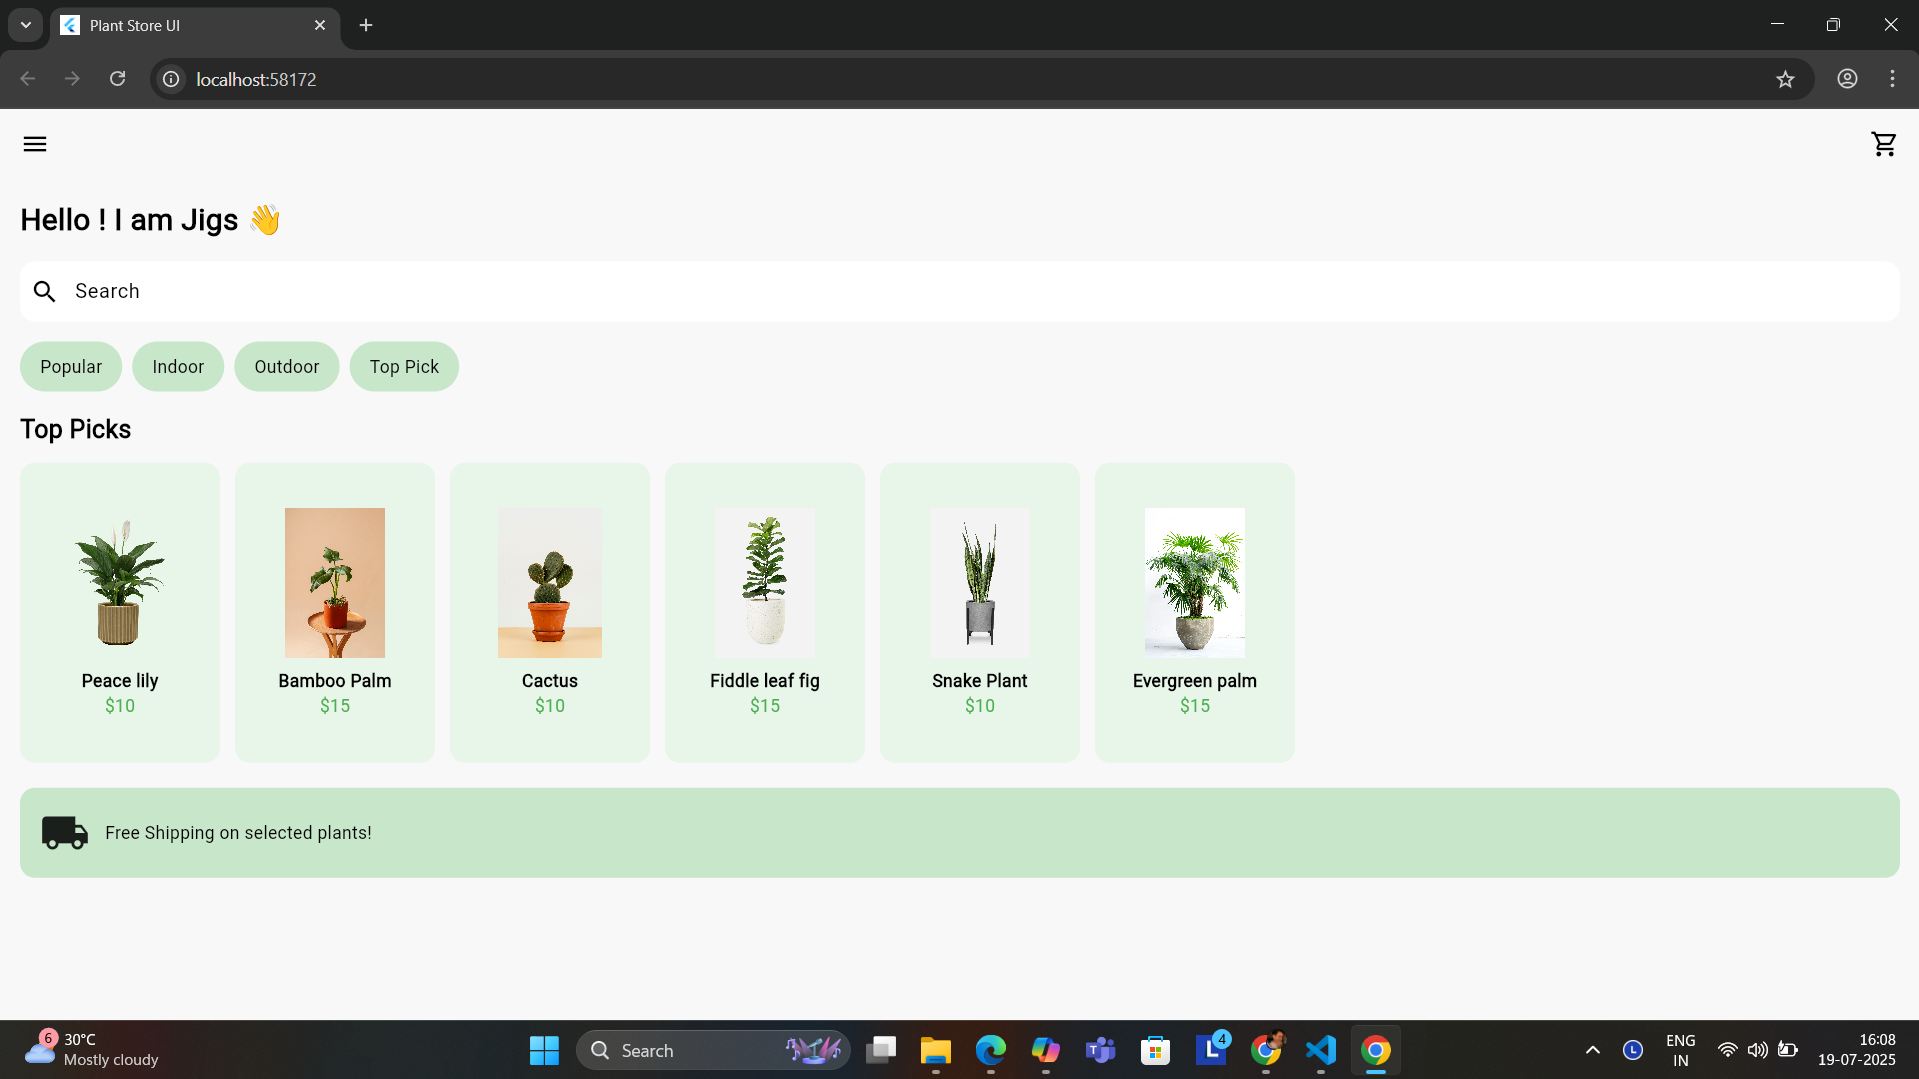 Plant Store UI
localhost:58172
Hello ! I am Jigs 👋
Search
Popular
Indoor
Outdoor
Top Pick
Top Picks
Peace lily
$10
Bamboo Palm
$15
Cactus
$10
Fiddle leaf fig
$15
Snake Plant
$10
Evergreen palm
$15
Free Shipping on selected plants!
6
30°C
Mostly cloudy
Search
T
L
4
L
ENG
IN
16:08
19-07-2025